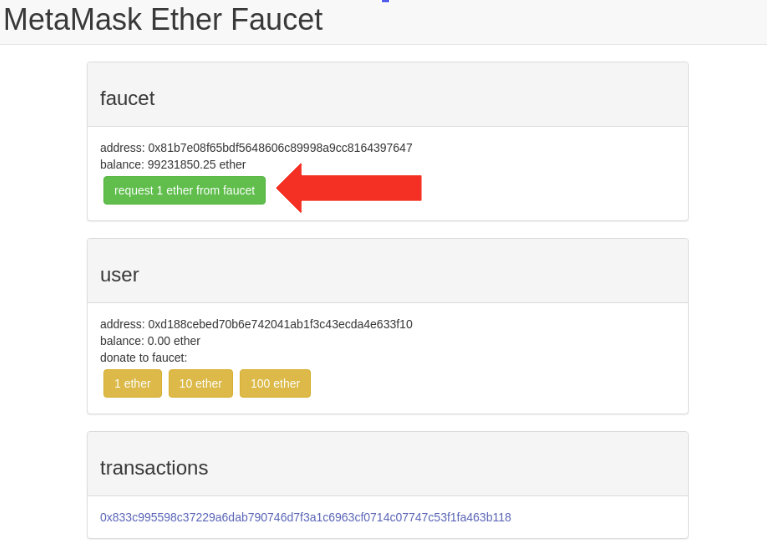 MetaMask Ether Faucet
faucet
address: 0x81b7e08f65bdf5648606c89998a9cc8164397647
balance: 99231850.25 ether
request 1 ether from faucet
user
address: 0xd188cebed70b6e742041ab1f3c43ecda4e633f10
balance: 0.00 ether
donate to faucet:
1 ether 10 ether 100 ether
transactions
0x833c995598c37229a6dab790746d7f3a1c6963cf0714c07747c53f1fa463b118